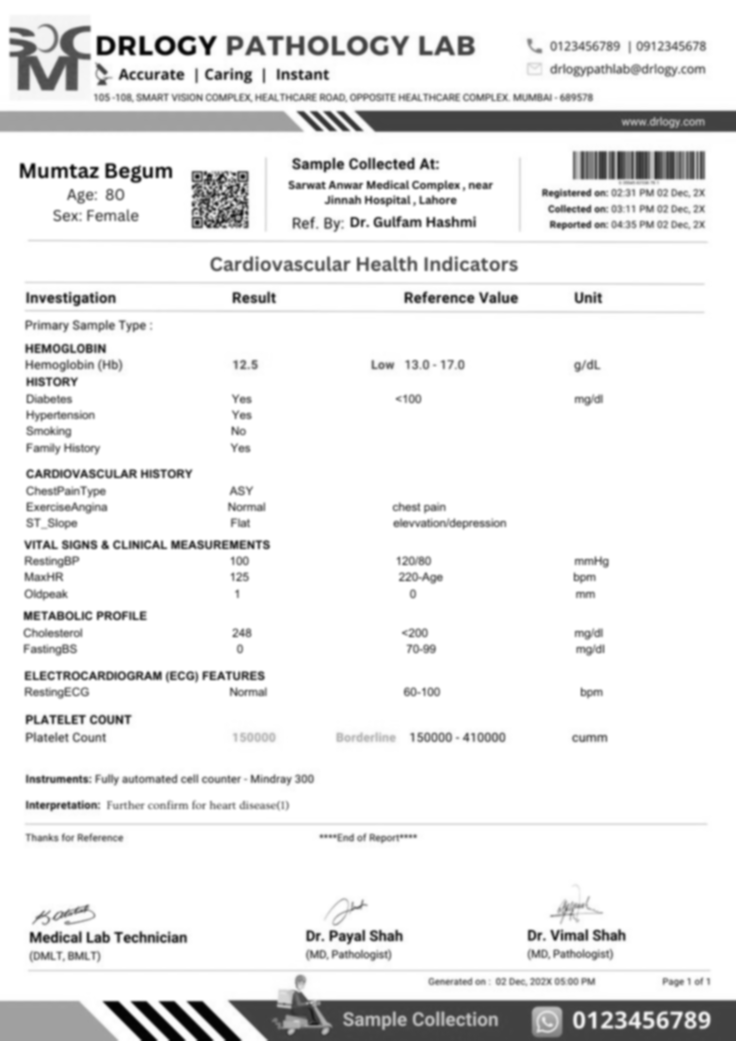 DRLOGY PATHOLOGY LAB
Accurate | Caring | Instant
0123456789 | 0912345678
drlogypathlab@drlogy.com
105 -108, SMART VISION COMPLEX, HEALTHCARE ROAD, OPPOSITE HEALTHCARE COMPLEX. MUMBAI - 689578
www.drlogy.com
Mumtaz Begum
Age: 80
Sex: Female
Sample Collected At:
Sarwat Anwar Medical Complex , near
Jinnah Hospital , Lahore
Ref. By: Dr. Gulfam Hashmi
Registered on: 02:31 PM 02 Dec, 2X
Collected on: 03:11 PM 02 Dec, 2X
Reported on: 04:35 PM 02 Dec, 2X
Cardiovascular Health Indicators
Investigation Result Reference Value Unit
Primary Sample Type :
HEMOGLOBIN
Hemoglobin (Hb) 12.5 Low 13.0 - 17.0 g/dL
HISTORY
Diabetes Yes <100 mg/dl
Hypertension Yes
Smoking No
Family History Yes
CARDIOVASCULAR HISTORY
ChestPainType ASY
ExerciseAngina Normal chest pain
ST_Slope Flat elevvation/depression
VITAL SIGNS & CLINICAL MEASUREMENTS
RestingBP 100 120/80 mmHg
MaxHR 125 220-Age bpm
Oldpeak 1 0 mm
METABOLIC PROFILE
Cholesterol 248 <200 mg/dl
FastingBS 0 70-99 mg/dl
ELECTROCARDIOGRAM (ECG) FEATURES
RestingECG Normal 60-100 bpm
PLATELET COUNT
Platelet Count 150000 Borderline 150000 - 410000 cumm
Instruments: Fully automated cell counter - Mindray 300
Interpretation: Further confirm for heart disease(1)
Thanks for Reference ****End of Report****
Medical Lab Technician
(DMLT, BMLT)
Dr. Payal Shah
(MD, Pathologist)
Dr. Vimal Shah
(MD, Pathologist)
Generated on : 02 Dec, 202X 05:00 PM Page 1 of 1
Sample Collection 0123456789